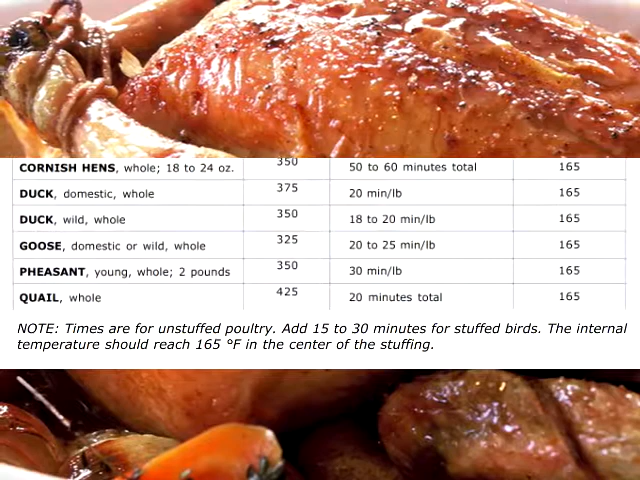 CORNISH HENS, whole; 18 to 24 oz. 350 50 to 60 minutes total 165
DUCK, domestic, whole 375 20 min/lb 165
DUCK, wild, whole 350 18 to 20 min/lb 165
GOOSE, domestic or wild, whole 325 20 to 25 min/lb 165
PHEASANT, young, whole; 2 pounds 350 30 min/lb 165
QUAIL, whole 425 20 minutes total 165
NOTE: Times are for unstuffed poultry. Add 15 to 30 minutes for stuffed birds. The internal
temperature should reach 165 °F in the center of the stuffing.